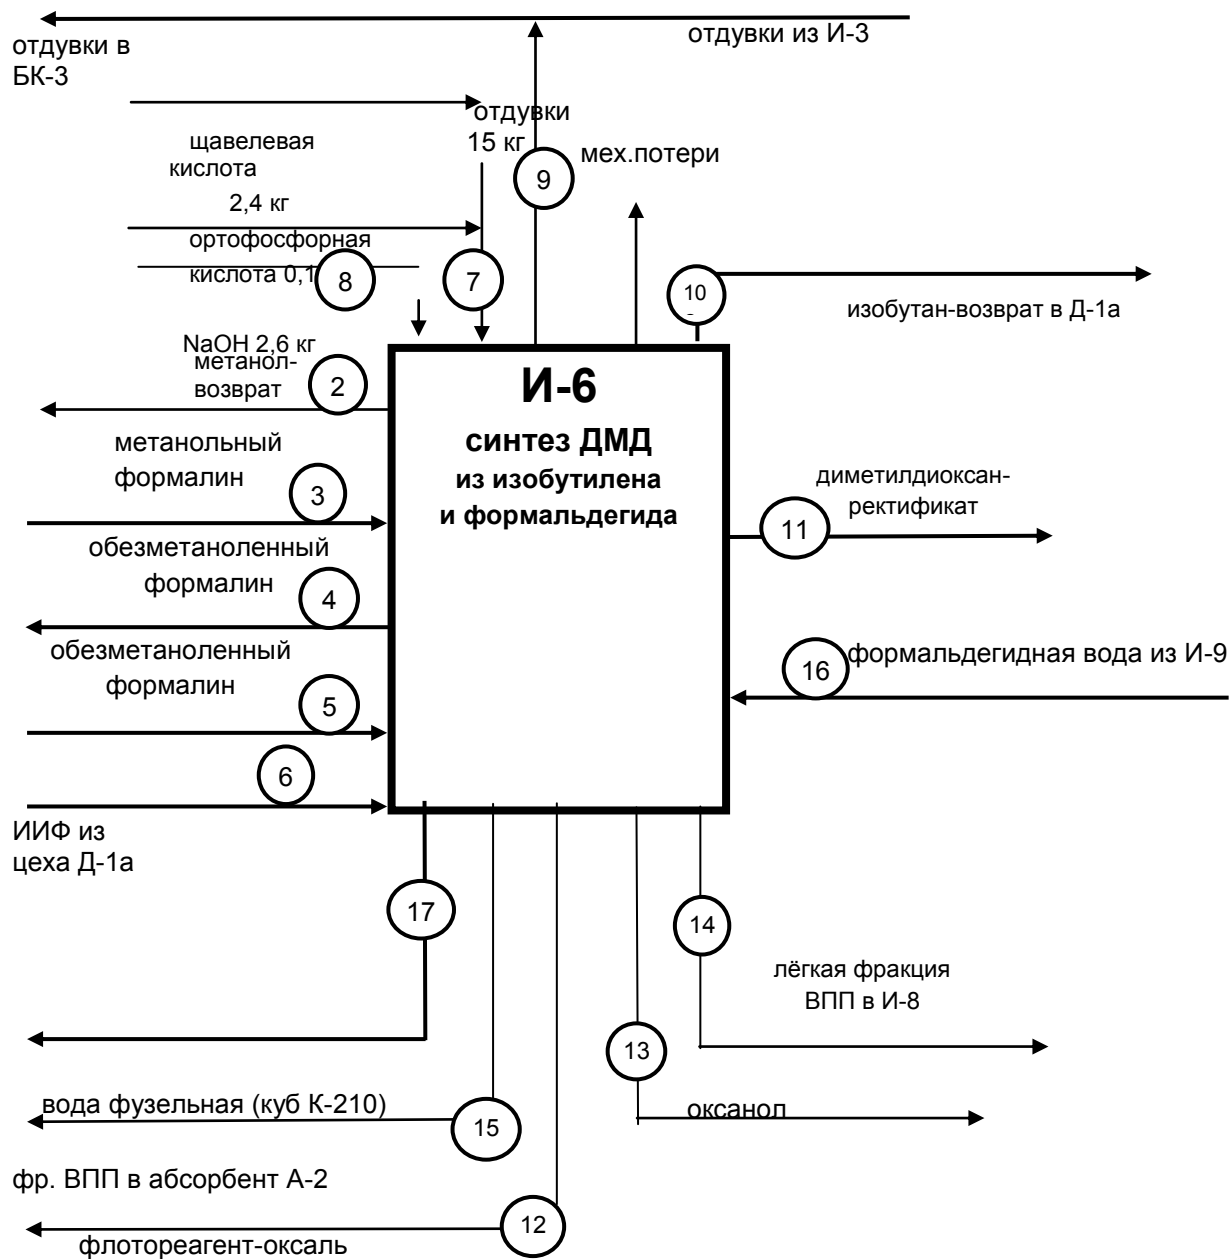 отдувки из И-3
отдувки в
БК-3
отдувки
15 кг
щавелевая
кислота
мех.потери
9
2,4 кг
ортофосфорная
кислота 0,1
8
7
10
изобутан-возврат в Д-1а
NaOH 2,6 кг
метанол-
возврат
2
И-6
синтез ДМД
из изобутилена
и формальдегида
метанольный
формалин
3
диметилдиоксан-
ректификат
11
обезметаноленный
формалин
4
обезметаноленный
формалин
5
формальдегидная вода из И-9
16
6
ИИФ из
цеха Д-1а
17
14
лёгкая фракция
ВПП в И-8
13
вода фузельная (куб К-210)
15
оксанол
фр. ВПП в абсорбент А-2
12
флотореагент-оксаль